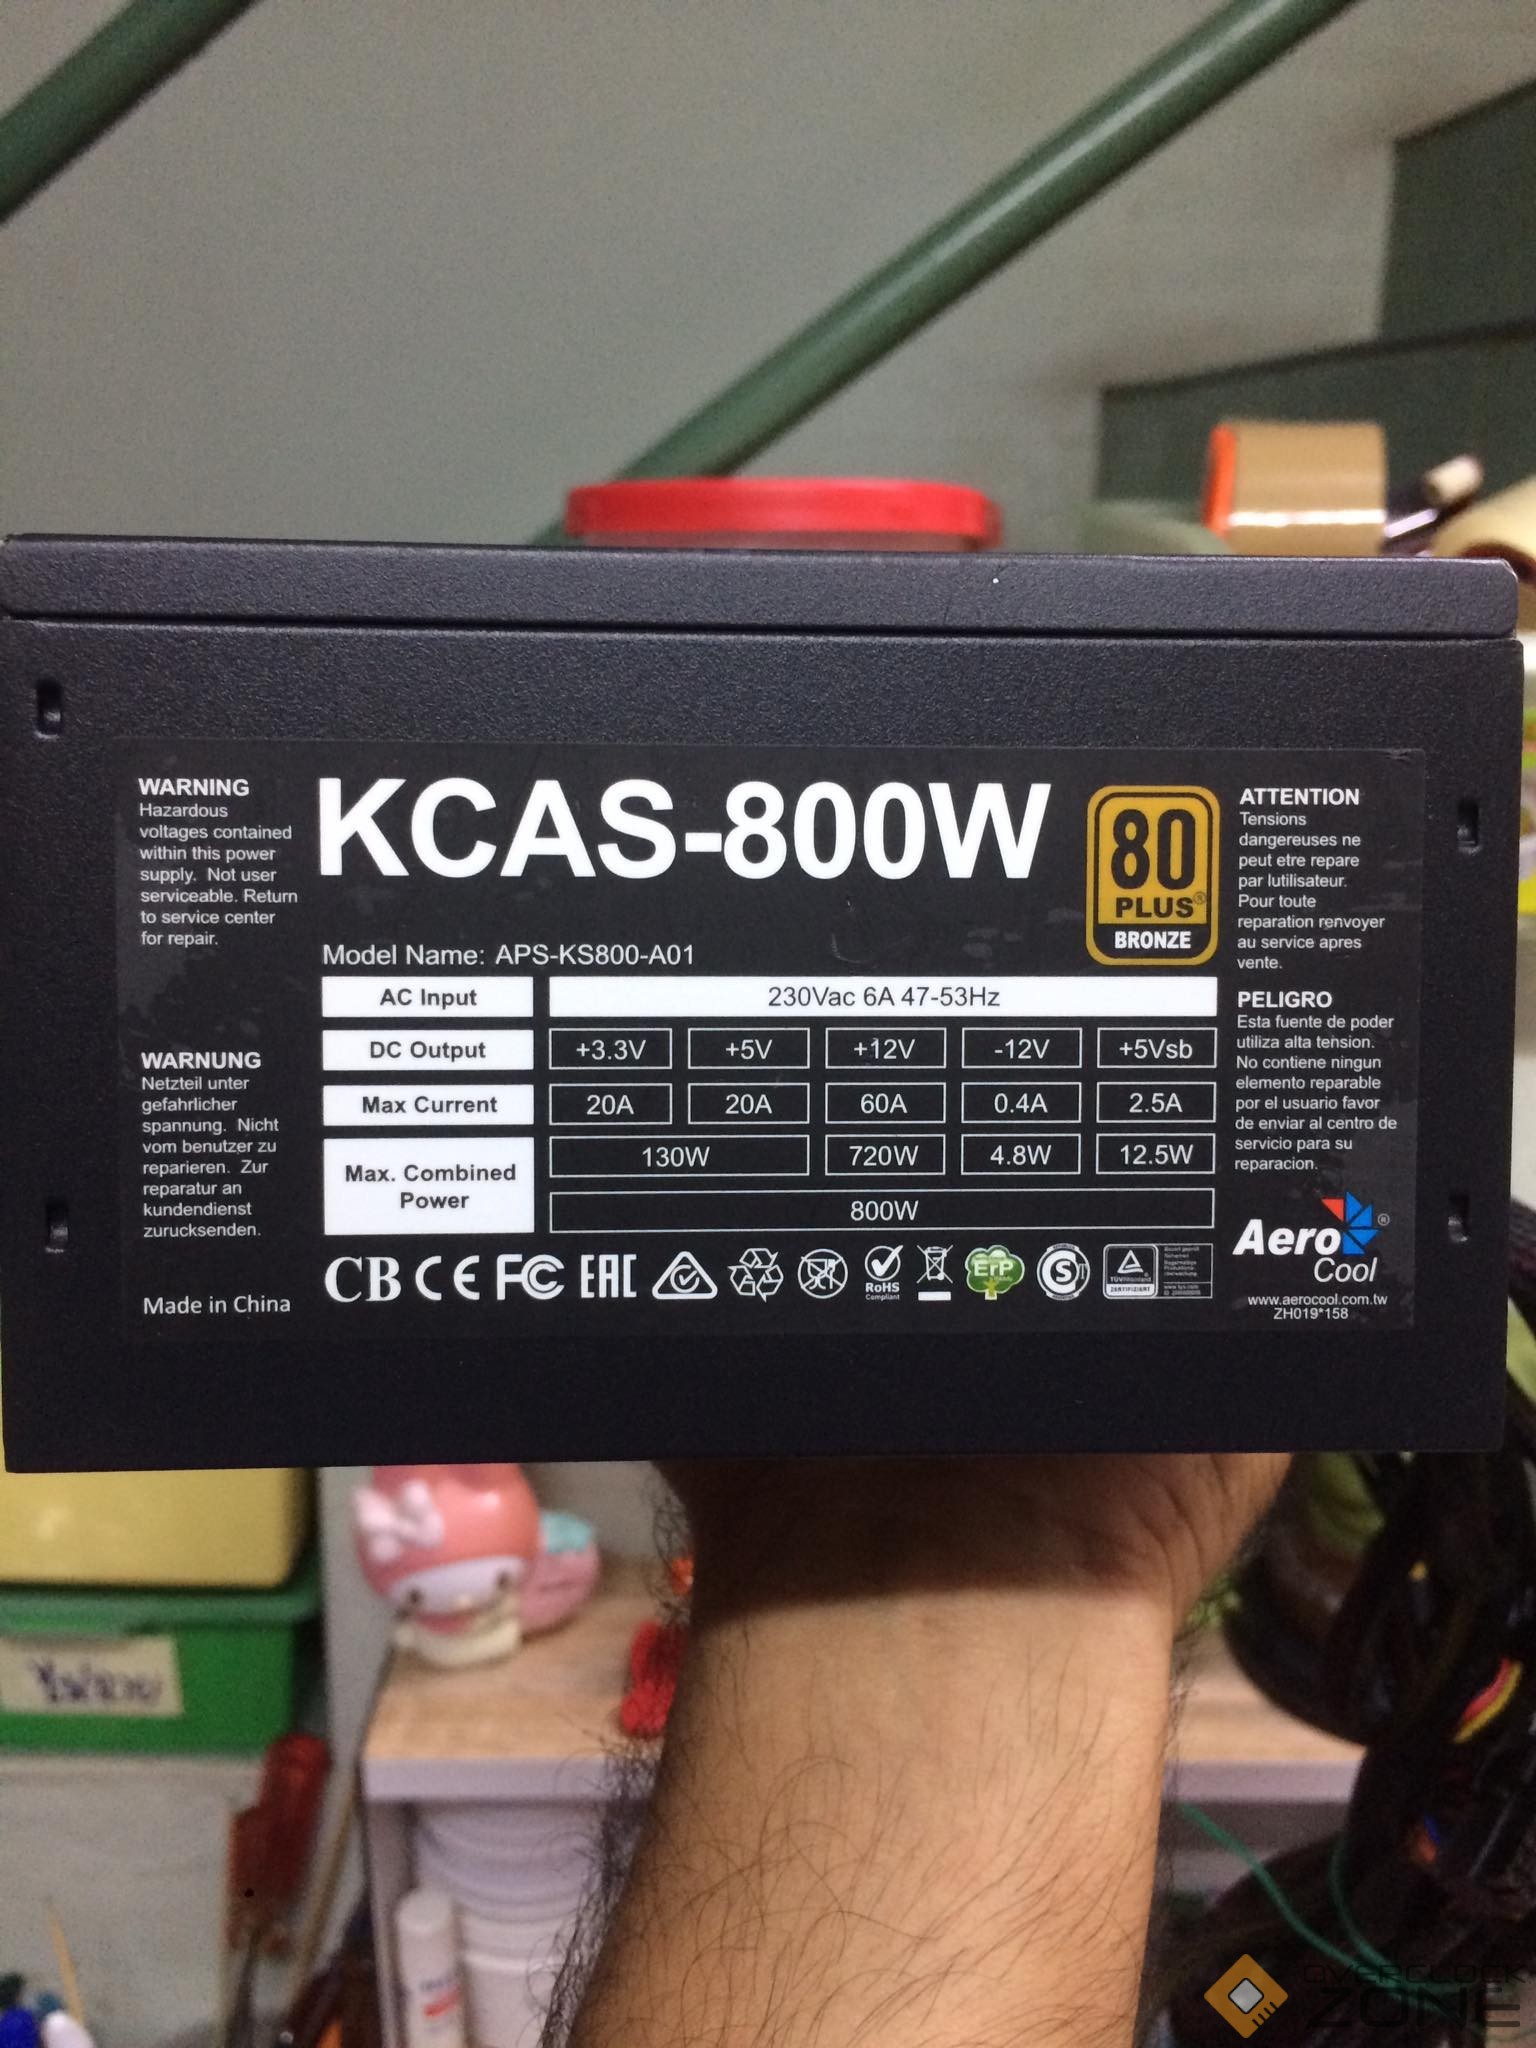 WARNING
Hazardous
voltages contained
within this power
supply. Not user
serviceable. Return
to service center
for repair.
WARNUNG
Netzteil unter
gefahrlicher
spannung. Nicht
vom benutzer zu
reparieren. Zur
reparatur an
kundendienst
zurucksenden.
Made in China
KCAS-800W
80
PLUS®
BRONZE
Model Name: APS-KS800-A01
AC Input 230Vac 6A 47-53Hz
DC Output +3.3V +5V +12V -12V +5Vsb
Max Current 20A 20A 60A 0.4A 2.5A
Max. Combined
Power
130W 720W 4.8W 12.5W
800W
CB CE FC EAC
RoHS
Compliant
ErP
S
TÜVRheinland
ZERTIFIZIERT
ATTENTION
Tensions
dangereuses ne
peut etre repare
par lutilisateur.
Pour toute
reparation renvoyer
au service apres
vente.
PELIGRO
Esta fuente de poder
utiliza alta tension.
No contiene ningun
elemento reparable
por el usuario favor
de enviar al centro de
servicio para su
reparacion.
Aero
Cool
®
www.aerocool.com.tw
ZH019*158
OVERCLOCK
ZONE